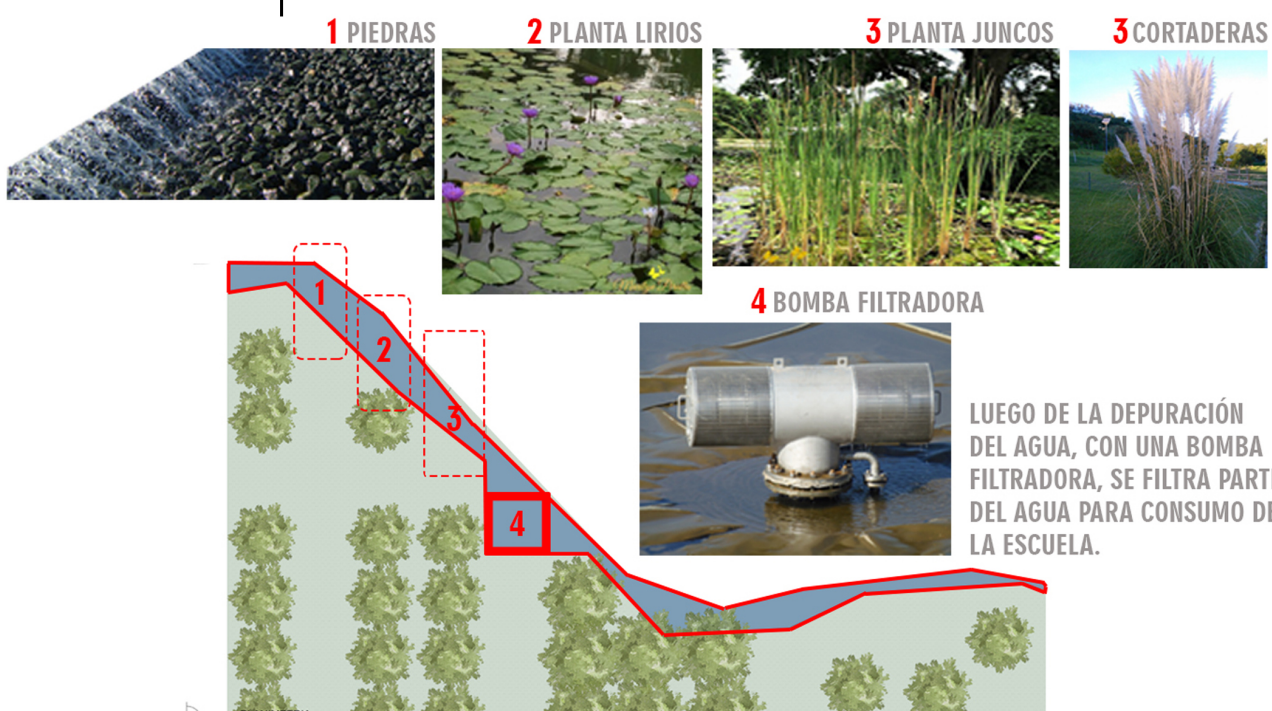 1 PIEDRAS
2 PLANTA LIRIOS
3 PLANTA JUNCOS
3 CORTADERAS
4 BOMBA FILTRADORA
1
2
3
4
LUEGO DE LA DEPURACIÓN
DEL AGUA, CON UNA BOMBA
FILTRADORA, SE FILTRA PARTE
DEL AGUA PARA CONSUMO DE
LA ESCUELA.